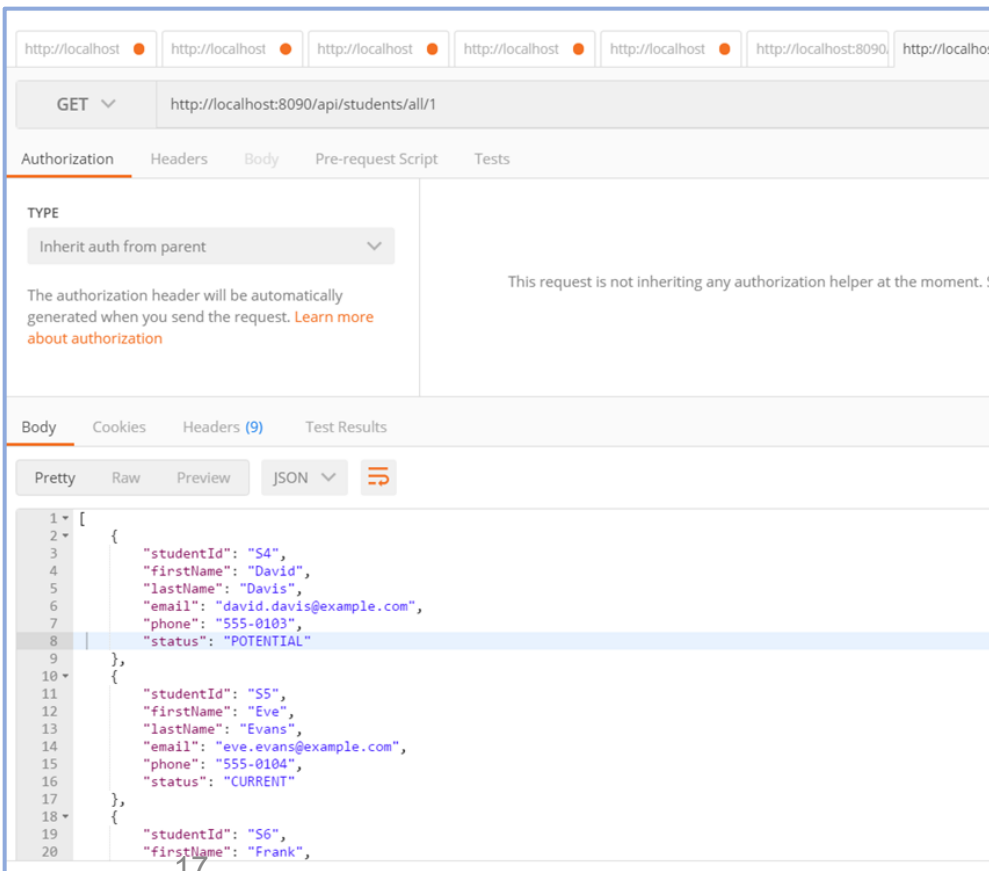 http://localhost http://localhost http://localhost http://localhost http://localhost http://localhost:8090 http://localhos
GET http://localhost:8090/api/students/all/1
Authorization Headers Body Pre-request Script Tests
TYPE
Inherit auth from parent
This request is not inheriting any authorization helper at the moment.
The authorization header will be automatically
generated when you send the request. Learn more
about authorization
Body Cookies Headers (9) Test Results
Pretty Raw Preview JSON
1 [
2 {
3 "studentId": "S4",
4 "firstName": "David",
5 "lastName": "Davis",
6 "email": "david.davis@example.com",
7 "phone": "555-0103",
8 "status": "POTENTIAL"
9 },
10 {
11 "studentId": "S5",
12 "firstName": "Eve",
13 "lastName": "Evans",
14 "email": "eve.evans@example.com",
15 "phone": "555-0104",
16 "status": "CURRENT"
17 },
18 {
19 "studentId": "S6",
20 "firstName": "Frank",
17